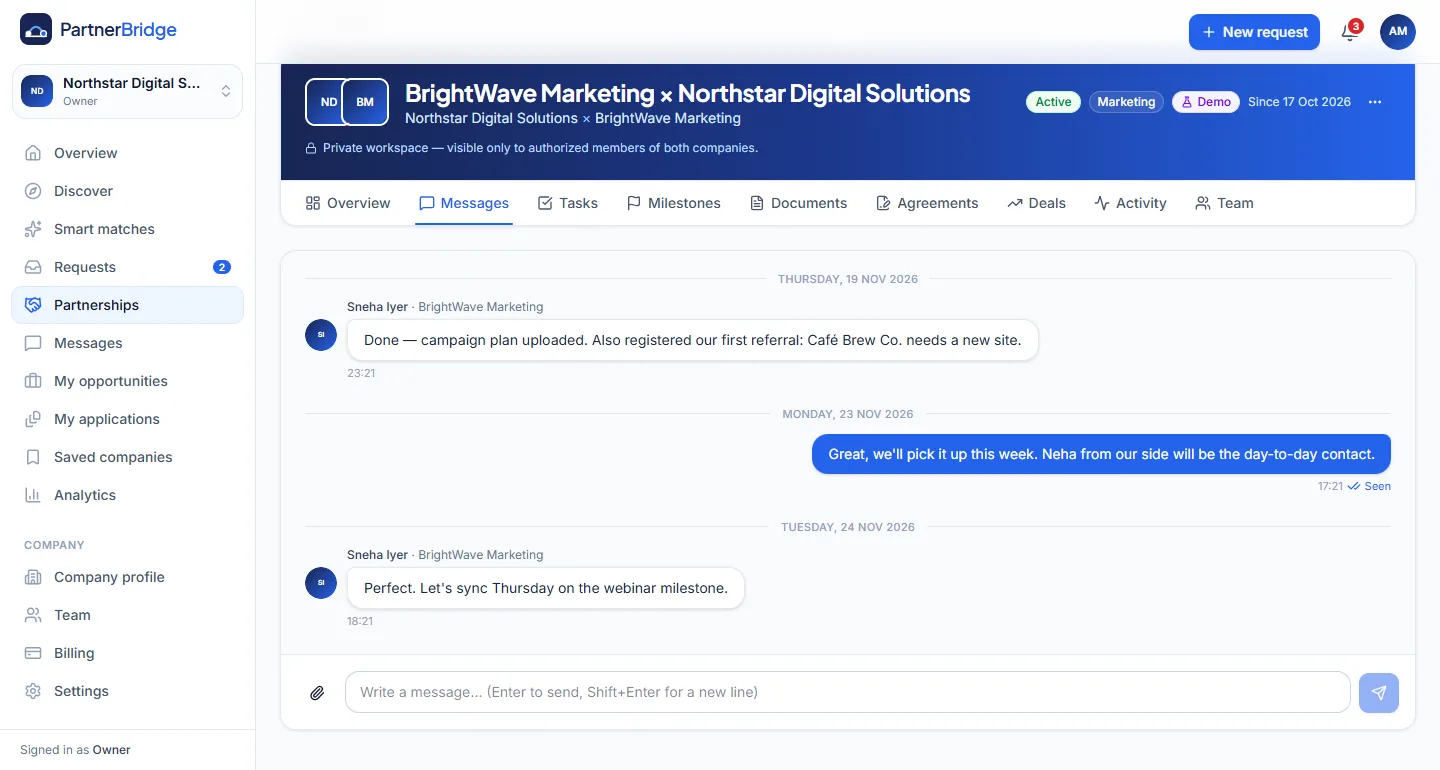 PartnerBridge
New request
3
AM
ND
Northstar Digital S...
Owner
Overview
Discover
Smart matches
Requests
2
Partnerships
Messages
My opportunities
My applications
Saved companies
Analytics
COMPANY
Company profile
Team
Billing
Settings
Signed in as Owner
ND
BM
BrightWave Marketing × Northstar Digital Solutions
Northstar Digital Solutions × BrightWave Marketing
Active
Marketing
Demo
Since 17 Oct 2026
Private workspace — visible only to authorized members of both companies.
Overview
Messages
Tasks
Milestones
Documents
Agreements
Deals
Activity
Team
THURSDAY, 19 NOV 2026
Sneha Iyer · BrightWave Marketing
SI
Done — campaign plan uploaded. Also registered our first referral: Café Brew Co. needs a new site.
23:21
MONDAY, 23 NOV 2026
Great, we'll pick it up this week. Neha from our side will be the day-to-day contact.
17:21 Seen
TUESDAY, 24 NOV 2026
Sneha Iyer · BrightWave Marketing
SI
Perfect. Let's sync Thursday on the webinar milestone.
18:21
Write a message... (Enter to send, Shift+Enter for a new line)